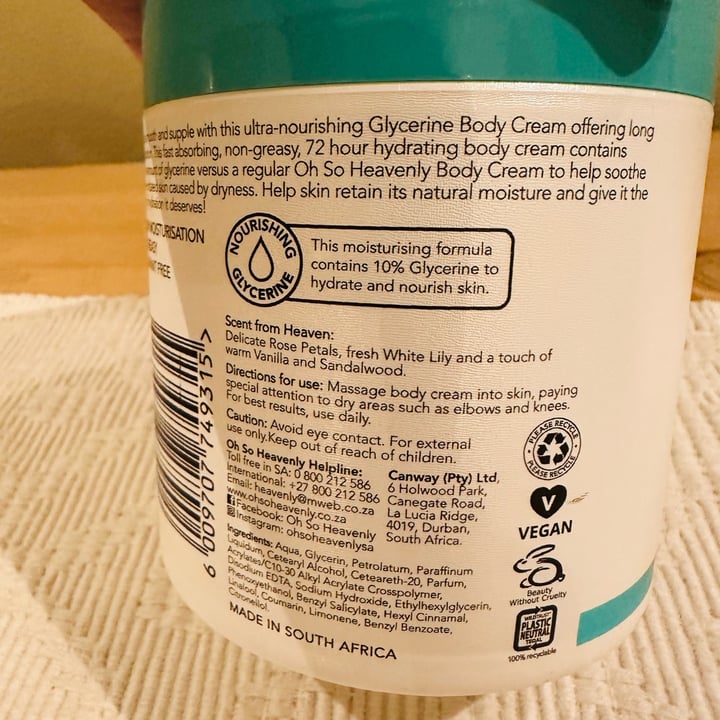 and supple with this ultra-nourishing Glycerine Body Cream offering long
fast absorbing, non-greasy, 72 hour hydrating body cream contains
of glycerine versus a regular Oh So Heavenly Body Cream to help soothe
skin caused by dryness. Help skin retain its natural moisture and give it the
it deserves!
MOISTURISATION
FREE
NOURISHING
GLYCERINE
This moisturising formula
contains 10% Glycerine to
hydrate and nourish skin.
Scent from Heaven:
Delicate Rose Petals, fresh White Lily and a touch of
warm Vanilla and Sandalwood.
Directions for use: Massage body cream into skin, paying
special attention to dry areas such as elbows and knees.
For best results, use daily.
Caution: Avoid eye contact. For external
use only.Keep out of reach of children.
Oh So Heavenly Helpline:
Toll free in SA: 0 800 212 586
International: +27 800 212 586
Email: heavenly@mweb.co.za
www.ohsoheavenly.co.za
Facebook: Oh So Heavenly
Instagram: ohsoheavenlysa
Canway (Pty) Ltd,
6 Holwood Park,
Canegate Road,
La Lucia Ridge,
4019, Durban,
South Africa.
Ingredients: Aqua, Glycerin, Petrolatum, Paraffinum
Liquidum, Cetearyl Alcohol, Ceteareth-20, Parfum,
Acrylates/C10-30 Alkyl Acrylate Crosspolymer,
Disodium EDTA, Sodium Hydroxide, Ethylhexylglycerin,
Phenoxyethanol, Benzyl Salicylate, Hexyl Cinnamal,
Linalool, Coumarin, Limonene, Benzyl Benzoate,
Citronellol.
MADE IN SOUTH AFRICA
6 009707 749315 >
PLEASE RECYCLE
PLEASE RECYCLE
V
VEGAN
Beauty
Without Cruelty
PLASTIC
NEUTRAL
100% recyclable